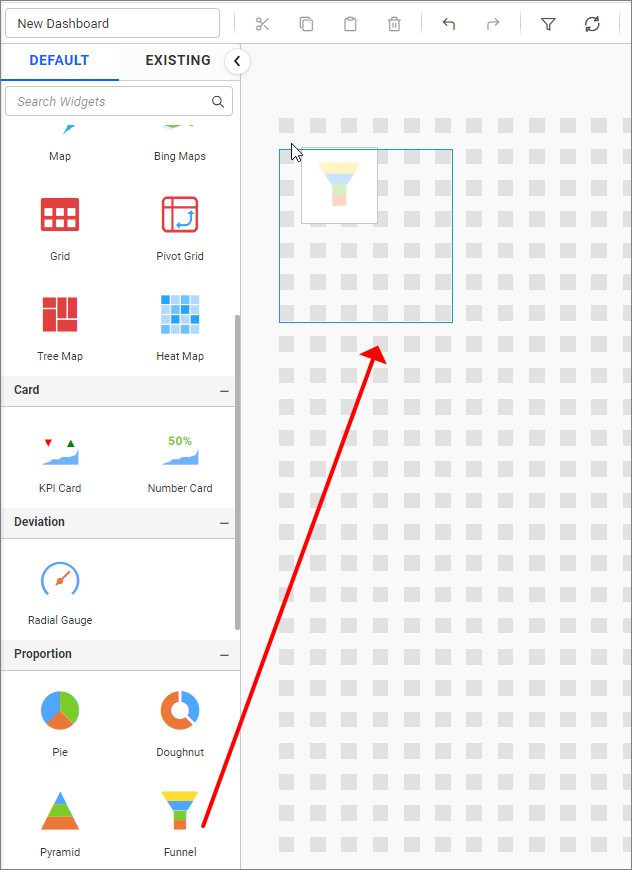 New Dashboard
DEFAULT EXISTING
Search Widgets
Map Bing Maps
Grid Pivot Grid
Tree Map Heat Map
Card
50%
KPI Card Number Card
Deviation
Radial Gauge
Proportion
Pie Doughnut
Pyramid Funnel